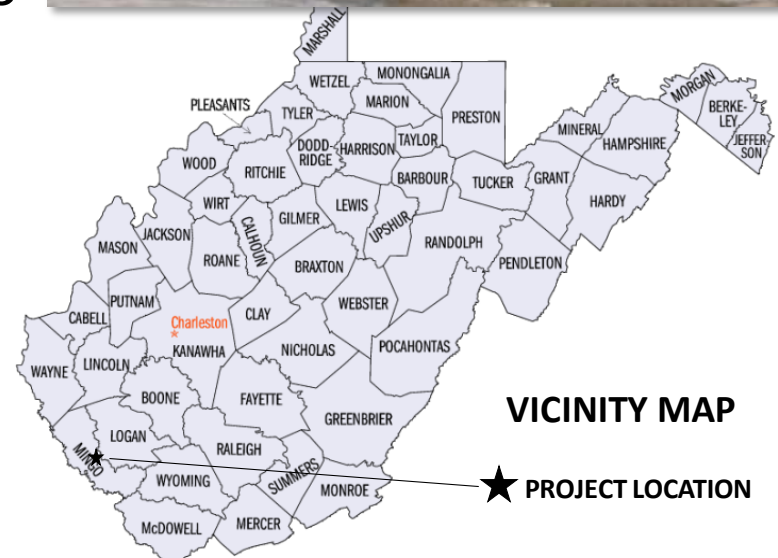 MARSHALL
WETZEL
MONONGALIA
MARION
PLEASANTS
TYLER
PRESTON
MORGAN
BERKE-
LEY
JEFFER-
SON
MINERAL
HAMPSHIRE
TAYLOR
DODD-
RIDGE
HARRISON
WOOD
RITCHIE
BARBOUR
TUCKER
GRANT
HARDY
WIRT
LEWIS
GILMER
UPSHUR
CALHOUN
JACKSON
MASON
RANDOLPH
ROANE
BRAXTON
PENDLETON
PUTNAM
CLAY
WEBSTER
CABELL
Charleston
*
KANAWHA
NICHOLAS
POCAHONTAS
LINCOLN
WAYNE
BOONE
FAYETTE
GREENBRIER
VICINITY MAP
LOGAN
RALEIGH
MINGO
WYOMING
SUMMERS
MONROE
PROJECT LOCATION
McDOWELL
MERCER